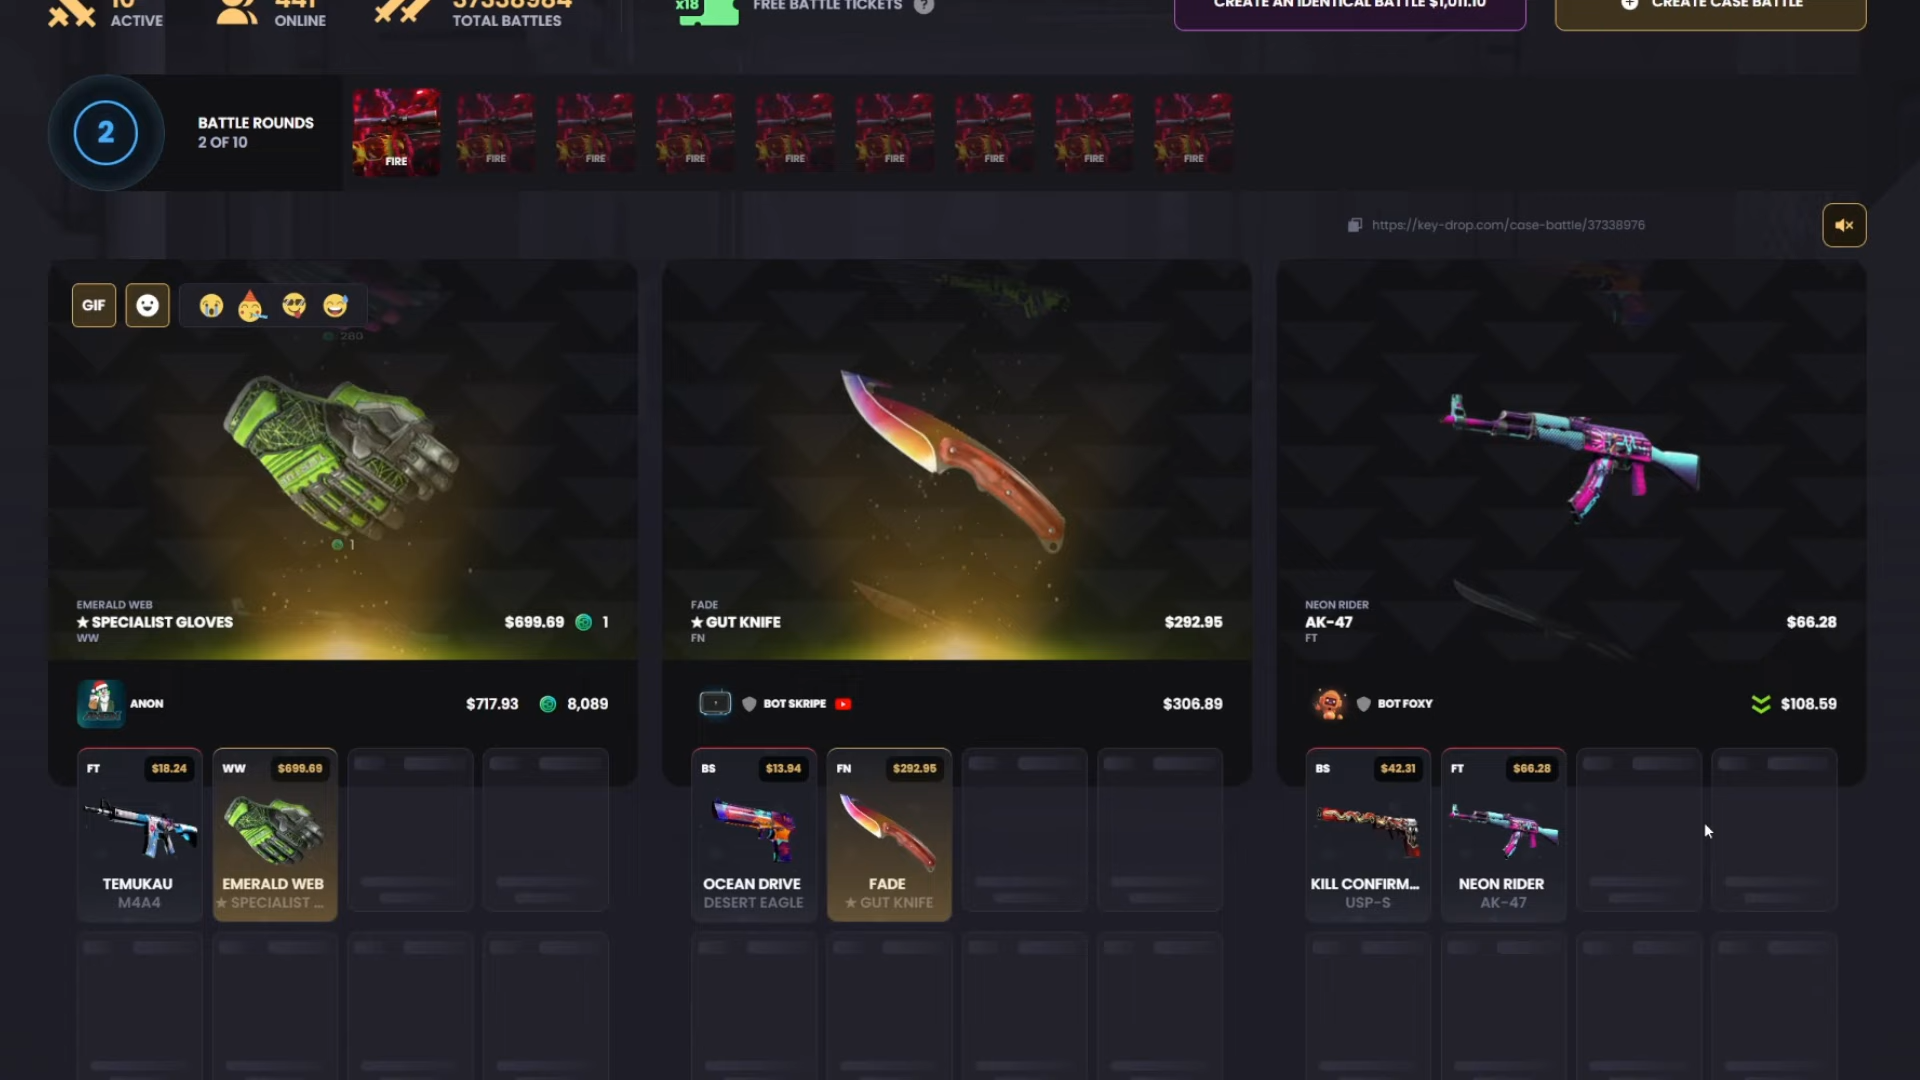 10
ACTIVE
441
ONLINE
37338984
TOTAL BATTLES
x18
FREE BATTLE TICKETS
?
CREATE AN IDENTICAL BATTLE $1,011.10
CREATE CASE BATTLE
2
BATTLE ROUNDS
2 OF 10
FIRE
FIRE
FIRE
FIRE
FIRE
FIRE
FIRE
FIRE
FIRE
https://key-drop.com/case-battle/37338976
GIF
280
1
EMERALD WEB
★ SPECIALIST GLOVES
WW
$699.69
1
FADE
★ GUT KNIFE
FN
$292.95
NEON RIDER
AK-47
FT
$66.28
ANON
$717.93
8,089
BOT SKRIPE
$306.89
BOT FOXY
$108.59
FT
$18.24
TEMUKAU
M4A4
WW
$699.69
EMERALD WEB
★ SPECIALIST ...
BS
$13.94
OCEAN DRIVE
DESERT EAGLE
FN
$292.95
FADE
★ GUT KNIFE
BS
$42.31
KILL CONFIRM...
USP-S
FT
$66.28
NEON RIDER
AK-47